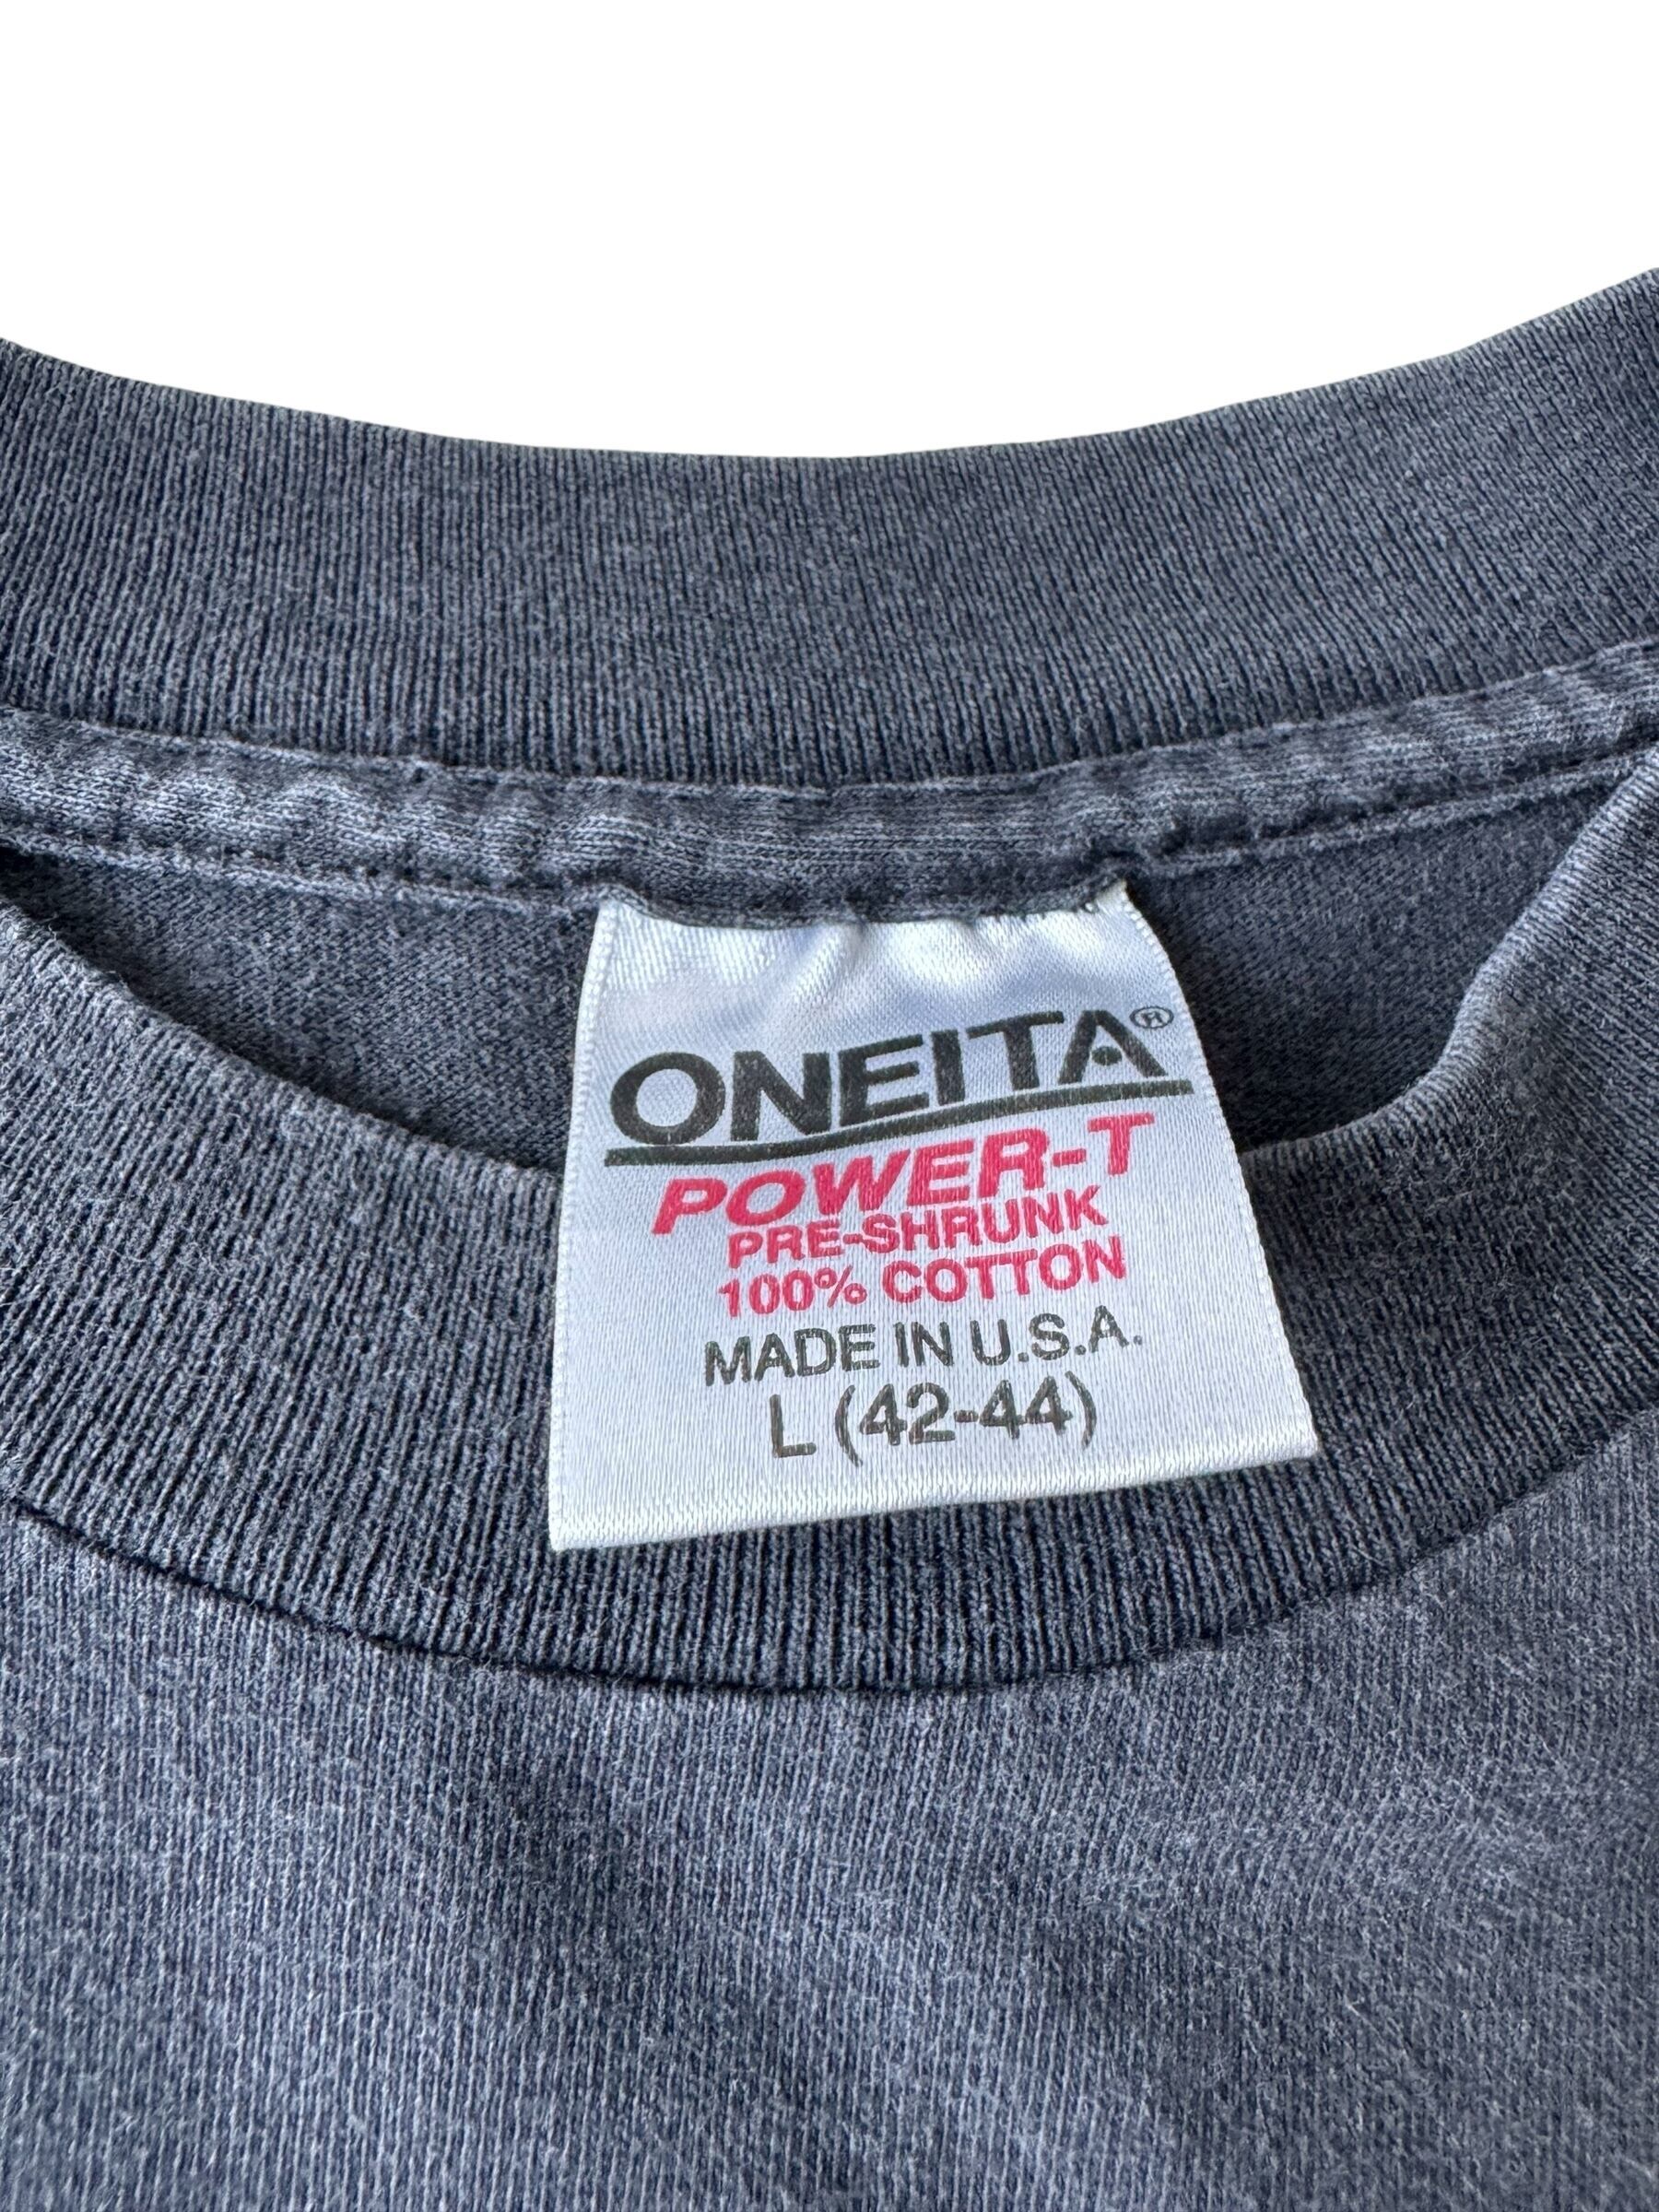 ONEITA®
POWER-T
PRE-SHRUNK
100% COTTON
MADE IN U.S.A.
L (42-44)